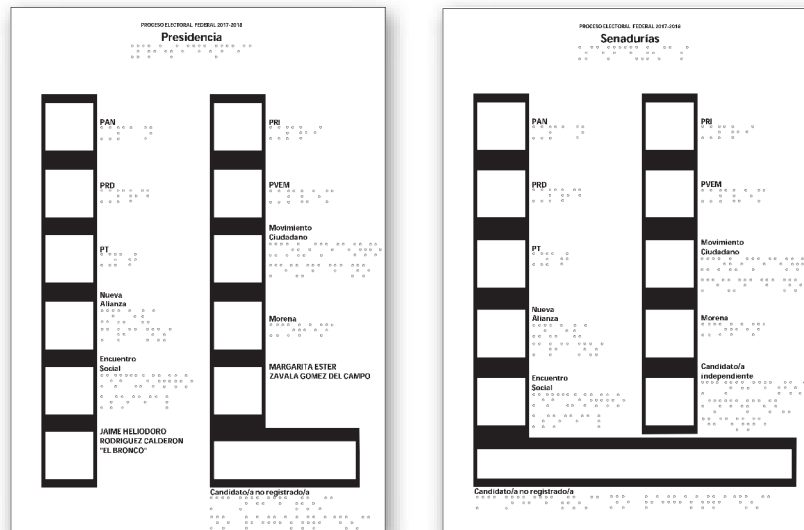 PROCESO ELECTORAL FEDERAL 2017-2018
Presidencia
PAN
PRI
PRD
PVEM
PT
Movimiento
Ciudadano
Nueva
Alianza
Morena
Encuentro
Social
MARGARITA ESTER
ZAVALA GOMEZ DEL CAMPO
JAIME HELIODORO
RODRIGUEZ CALDERON
"EL BRONCO"
Candidato/a no registrado/a
PROCESO ELECTORAL FEDERAL 2017-2018
Senadurías
PAN
PRI
PRD
PVEM
PT
Movimiento
Ciudadano
Nueva
Alianza
Morena
Encuentro
Social
Candidato/a
independiente
Candidato/a no registrado/a